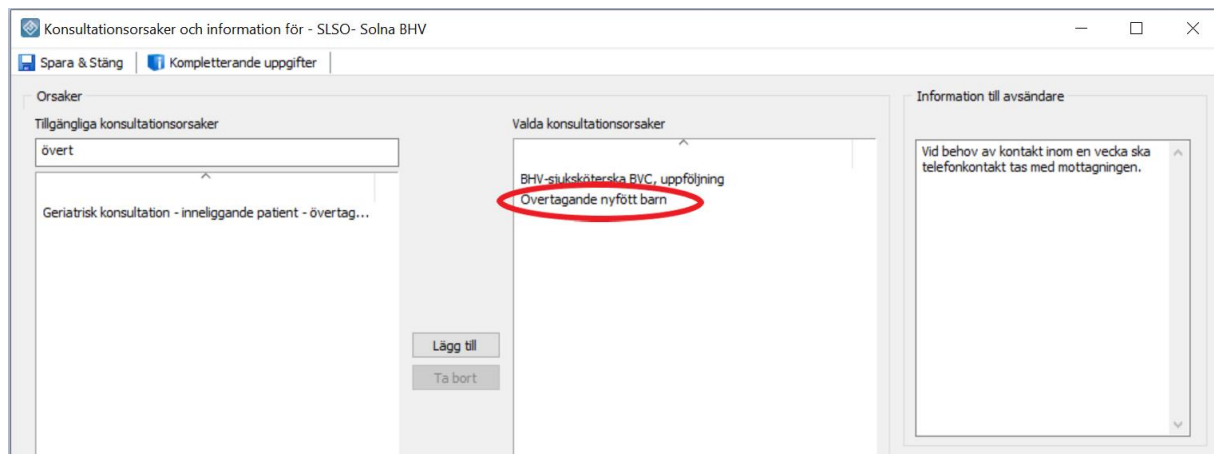 Konsultationsorsaker och information för - SLSO- Solna BHV
Spara & Stäng
Kompletterande uppgifter
Orsaker
Tillgängliga konsultationsorsaker
övert
Geriatrisk konsultation - inneliggande patient - övertag...
Lägg till
Ta bort
Valda konsultationsorsaker
BHV-sjuksköterska BVC, uppföljning
Övertagande nyfött barn
Information till avsändare
Vid behov av kontakt inom en vecka ska
telefonkontakt tas med mottagningen.